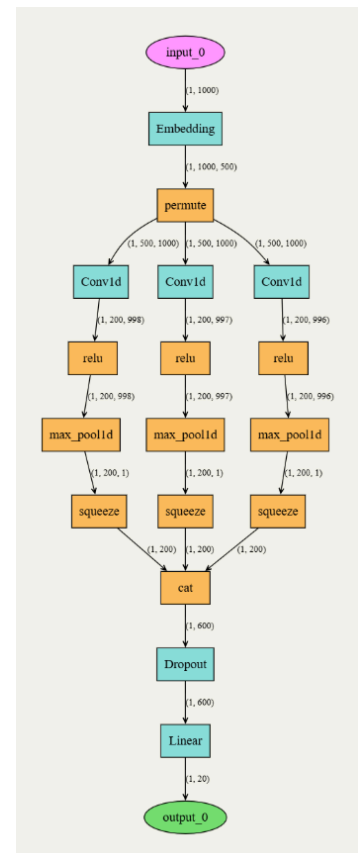 input_0
(1, 1000)
Embedding
(1, 1000, 500)
permute
(1, 500, 1000) (1, 500, 1000) (1, 500, 1000)
Conv1d Conv1d Conv1d
(1, 200, 998) (1, 200, 997) (1, 200, 996)
relu relu relu
(1, 200, 998) (1, 200, 997) (1, 200, 996)
max_pool1d max_pool1d max_pool1d
(1, 200, 1) (1, 200, 1) (1, 200, 1)
squeeze squeeze squeeze
(1, 200) (1, 200) (1, 200)
cat
(1, 600)
Dropout
(1, 600)
Linear
(1, 20)
output_0